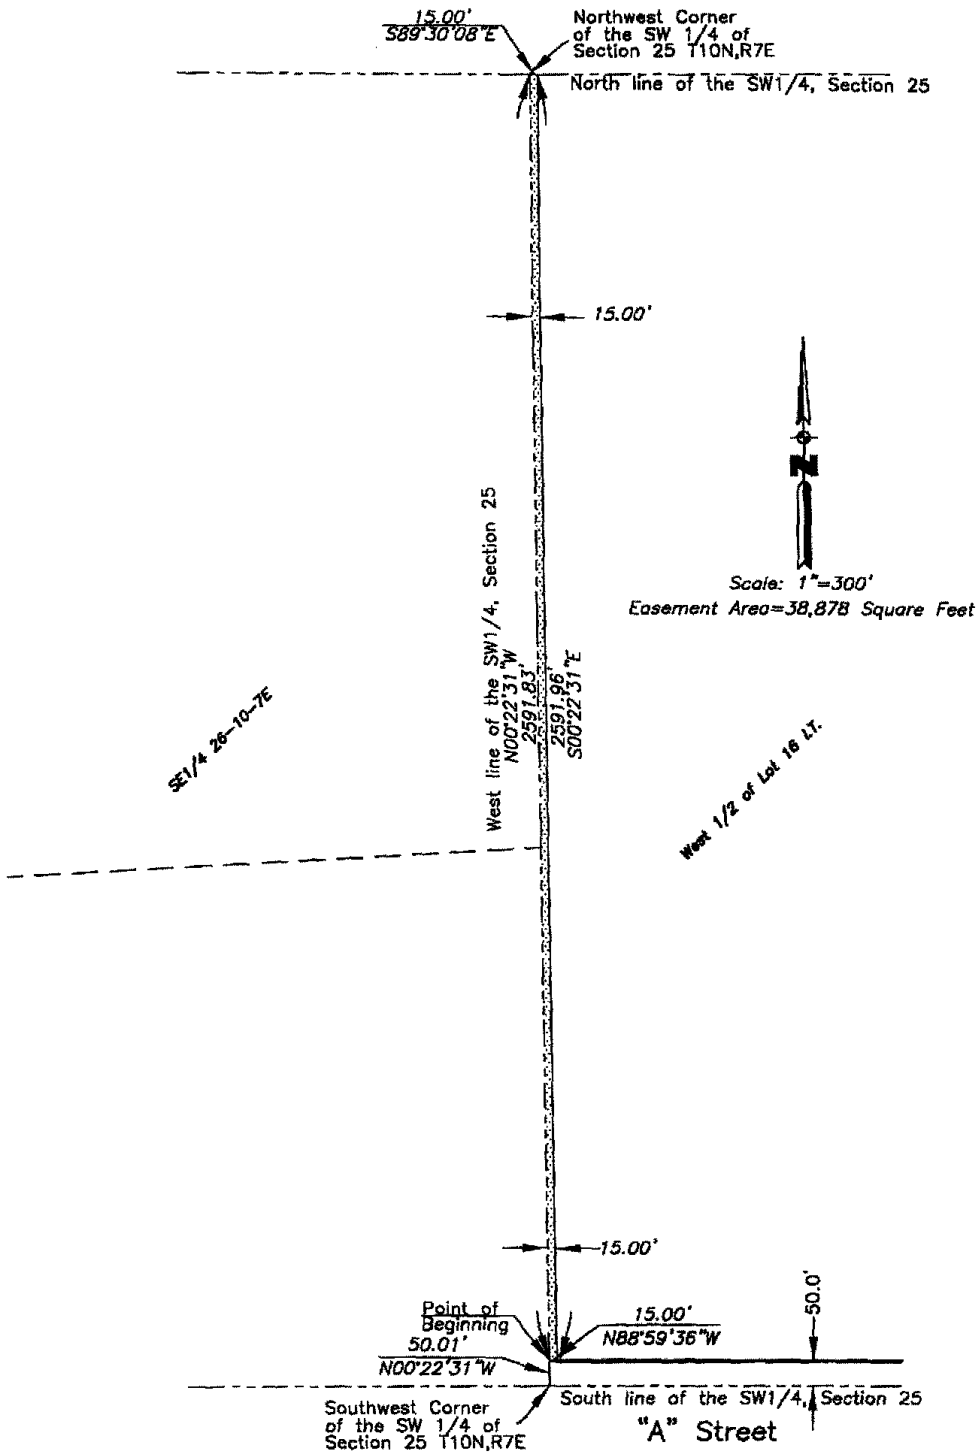 15.00'
S89°30'08"E
Northwest Corner
of the SW 1/4 of
Section 25 T10N,R7E
North line of the SW1/4, Section 25
15.00'
N
Scale: 1"=300'
Easement Area=38,878 Square Feet
West line of the SW1/4, Section 25
N00°22'31"W
2591.83'
2591.96'
S00°22'31"E
SE1/4 26-10-7E
West 1/2 of Lot 16 I.T.
15.00'
Point of
Beginning
50.01'
N00°22'31"W
15.00'
N88°59'36"W
50.0'
South line of the SW1/4, Section 25
Southwest Corner
of the SW 1/4 of
Section 25 T10N,R7E
"A" Street